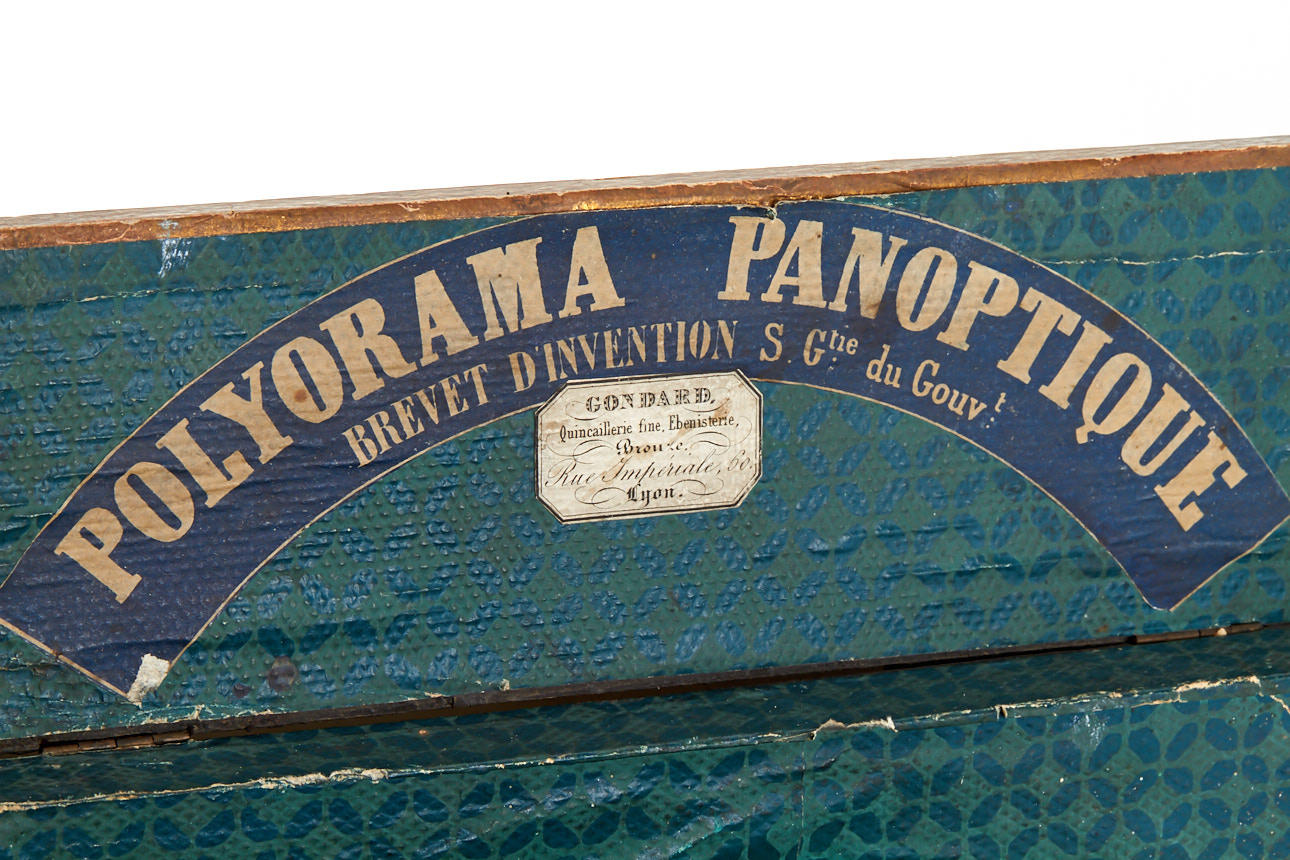 POLYORAMA PANOPTIQUE
BREVET D'INVENTION S. Gtie du Gouvt
GONDARD,
Quincaillerie fine, Ebenisterie,
Bronze.
Rue Impériale, 60.
Lyon.